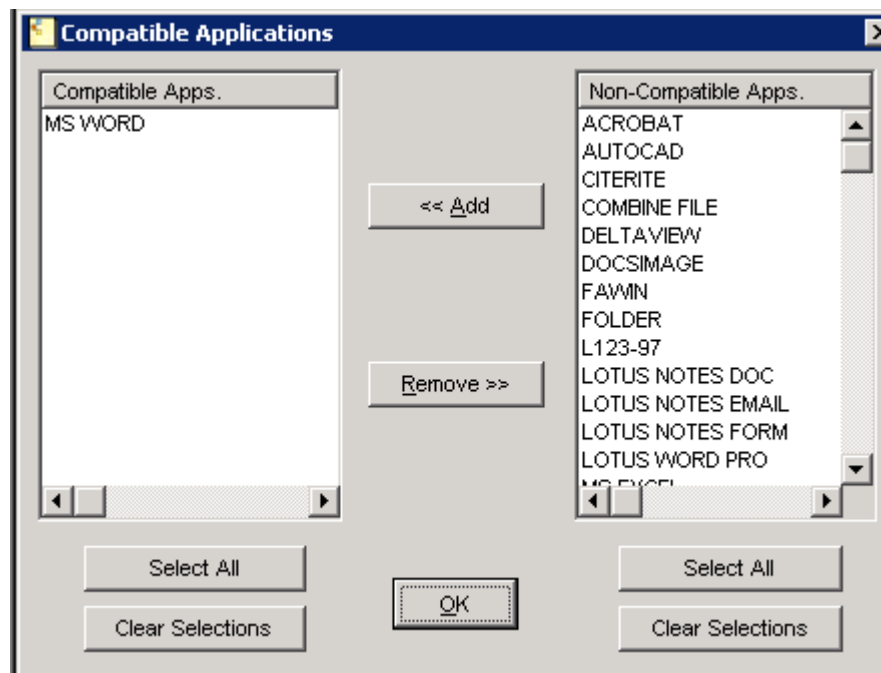 Compatible Applications
Compatible Apps.
MS WORD
<< Add
Remove >>
Non-Compatible Apps.
ACROBAT
AUTOCAD
CITERITE
COMBINE FILE
DELTAVIEW
DOCSIMAGE
FAWIN
FOLDER
L123-97
LOTUS NOTES DOC
LOTUS NOTES EMAIL
LOTUS NOTES FORM
LOTUS WORD PRO
MS EXCEL
Select All
Clear Selections
OK
Select All
Clear Selections